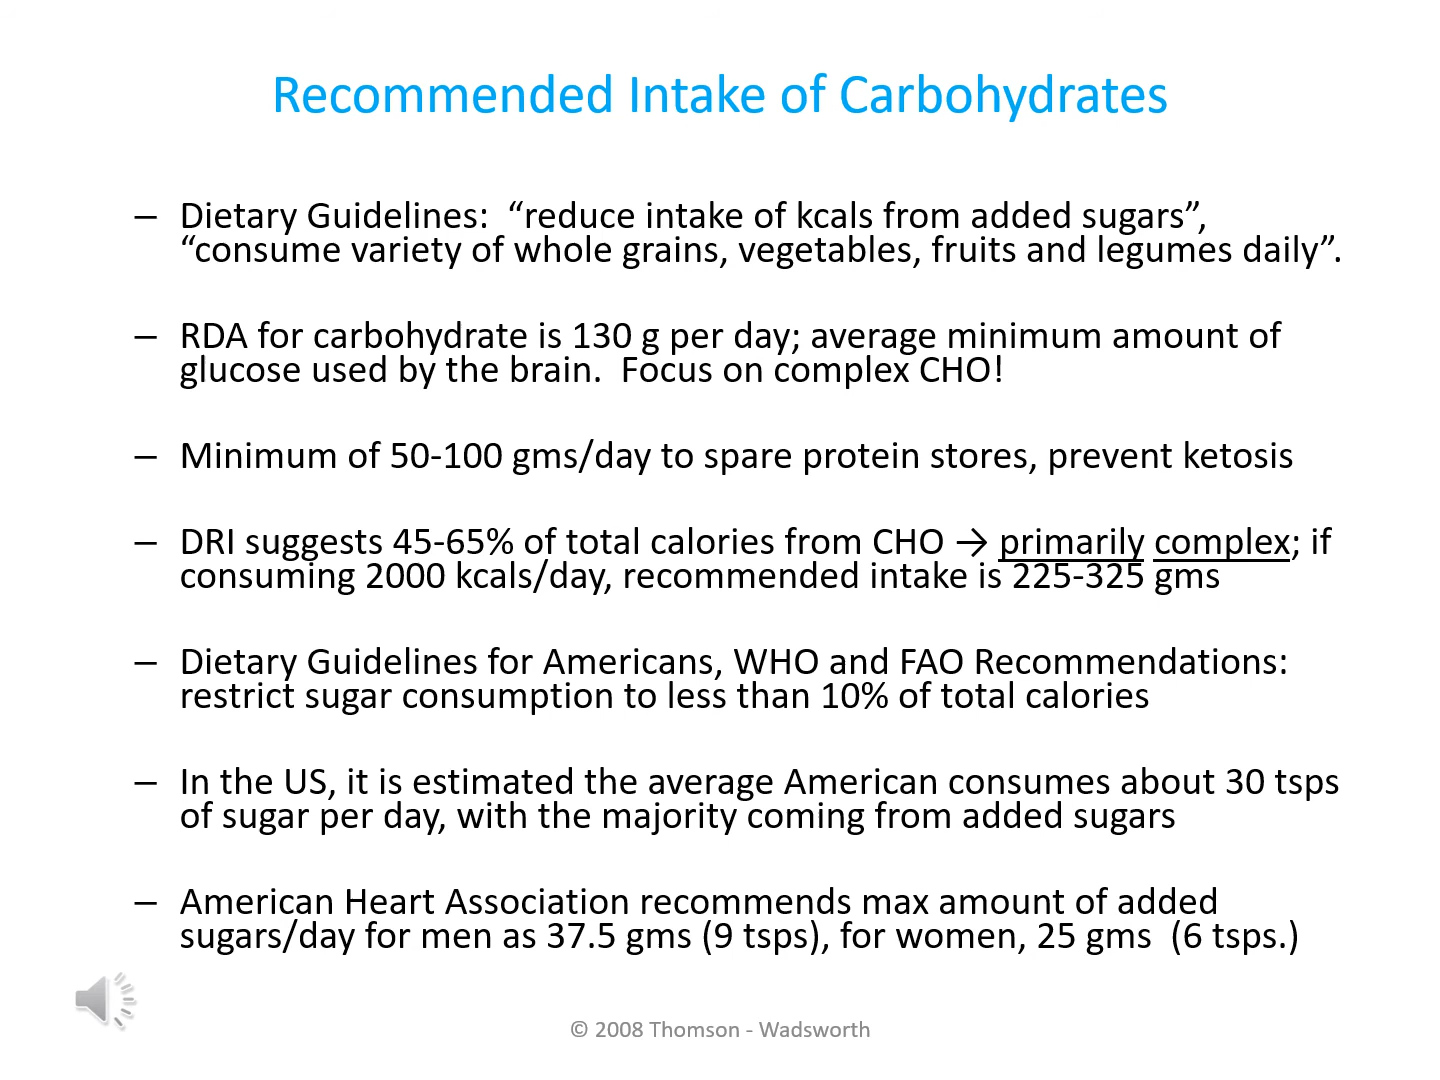 Recommended Intake of Carbohydrates
– Dietary Guidelines:  “reduce intake of kcals from added sugars”,
“consume variety of whole grains, vegetables, fruits and legumes daily”.
– RDA for carbohydrate is 130 g per day; average minimum amount of
glucose used by the brain.  Focus on complex CHO!
– Minimum of 50-100 gms/day to spare protein stores, prevent ketosis
– DRI suggests 45-65% of total calories from CHO → primarily complex; if
consuming 2000 kcals/day, recommended intake is 225-325 gms
– Dietary Guidelines for Americans, WHO and FAO Recommendations:
restrict sugar consumption to less than 10% of total calories
– In the US, it is estimated the average American consumes about 30 tsps
of sugar per day, with the majority coming from added sugars
– American Heart Association recommends max amount of added
sugars/day for men as 37.5 gms (9 tsps), for women, 25 gms  (6 tsps.)
© 2008 Thomson - Wadsworth